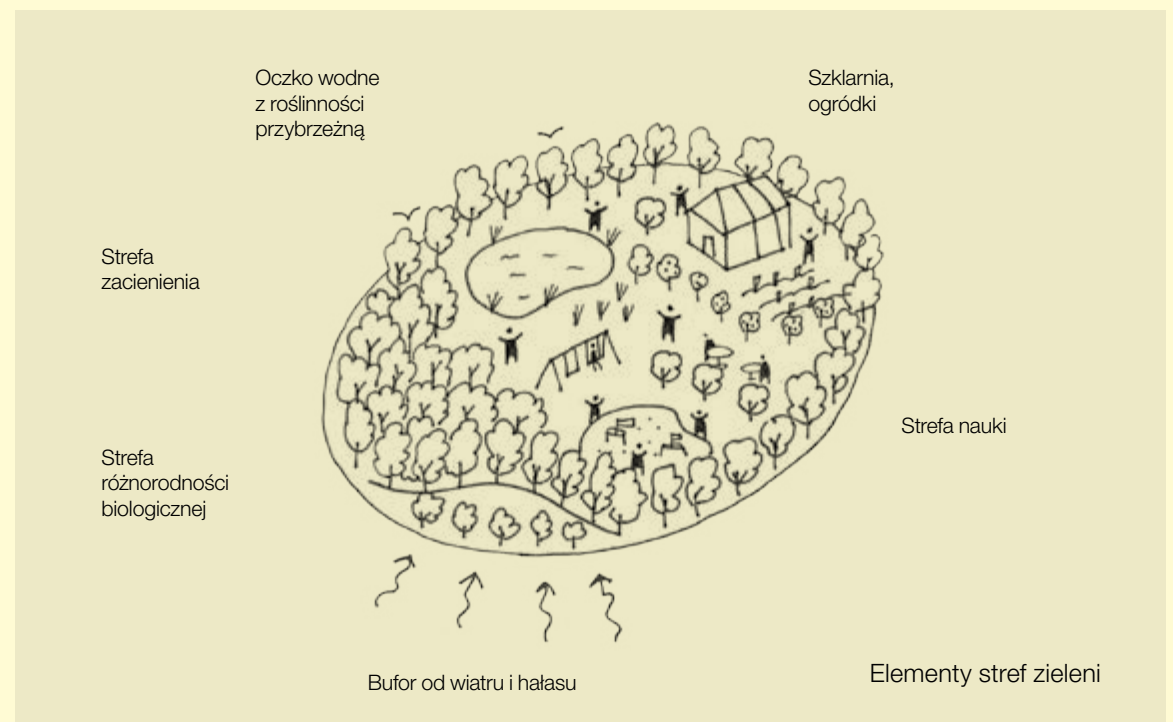 Oczko wodne
z roślinności
przybrzeżną
Szklarnia,
ogródki
Strefa
zacienienia
Strefa nauki
Strefa
różnorodności
biologicznej
Bufor od wiatru i hałasu
Elementy stref zieleni